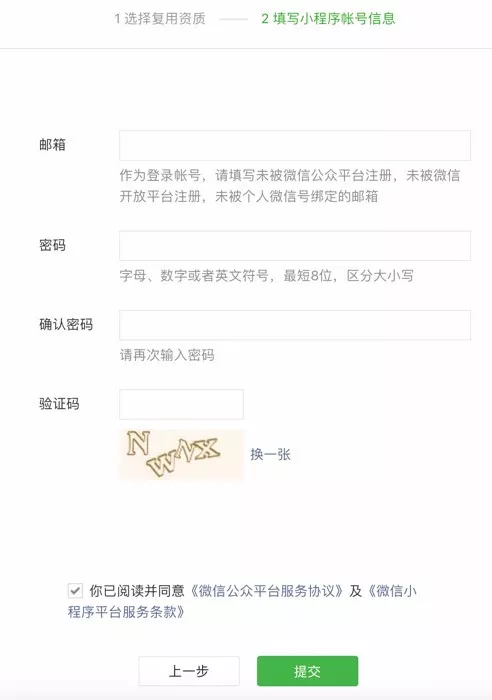 1 选择复用资质 2 填写小程序帐号信息
邮箱
作为登录帐号，请填写未被微信公众平台注册，未被微信
开放平台注册，未被个人微信号绑定的邮箱
密码
字母、数字或者英文符号，最短8位，区分大小写
确认密码
请再次输入密码
验证码
换一张
你已阅读并同意《微信公众平台服务协议》及《微信小
程序平台服务条款》
上一步 提交